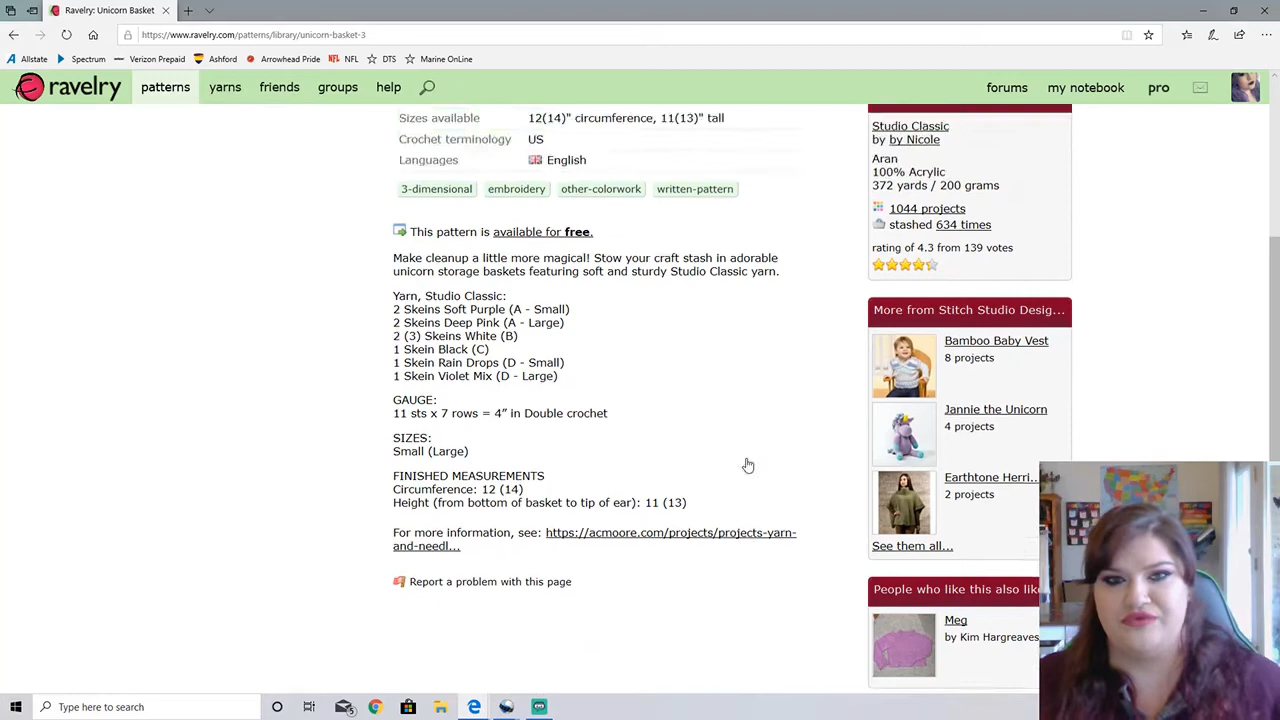 Ravelry: Unicorn Basket
https://www.ravelry.com/patterns/library/unicorn-basket-3
Allstate
Spectrum
Verizon Prepaid
Ashford
Arrowhead Pride
NFL NFL
DTS
Marine OnLine
ravelry
patterns
yarns
friends
groups
help
forums
my notebook
pro
Sizes available 12(14)" circumference, 11(13)" tall
Crochet terminology US
Languages English
3-dimensional
embroidery
other-colorwork
written-pattern
This pattern is available for free.
Make cleanup a little more magical! Stow your craft stash in adorable
unicorn storage baskets featuring soft and sturdy Studio Classic yarn.
Yarn, Studio Classic:
2 Skeins Soft Purple (A - Small)
2 Skeins Deep Pink (A - Large)
2 (3) Skeins White (B)
1 Skein Black (C)
1 Skein Rain Drops (D - Small)
1 Skein Violet Mix (D - Large)
GAUGE:
11 sts x 7 rows = 4” in Double crochet
SIZES:
Small (Large)
FINISHED MEASUREMENTS
Circumference: 12 (14)
Height (from bottom of basket to tip of ear): 11 (13)
For more information, see: https://acmoore.com/projects/projects-yarn-
and-needl...
Report a problem with this page
Studio Classic
by by Nicole
Aran
100% Acrylic
372 yards / 200 grams
1044 projects
stashed 634 times
rating of 4.3 from 139 votes
More from Stitch Studio Desig...
Bamboo Baby Vest
8 projects
Jannie the Unicorn
4 projects
Earthtone Herri...
2 projects
See them all...
People who like this also like
Meg
by Kim Hargreaves
Type here to search
5